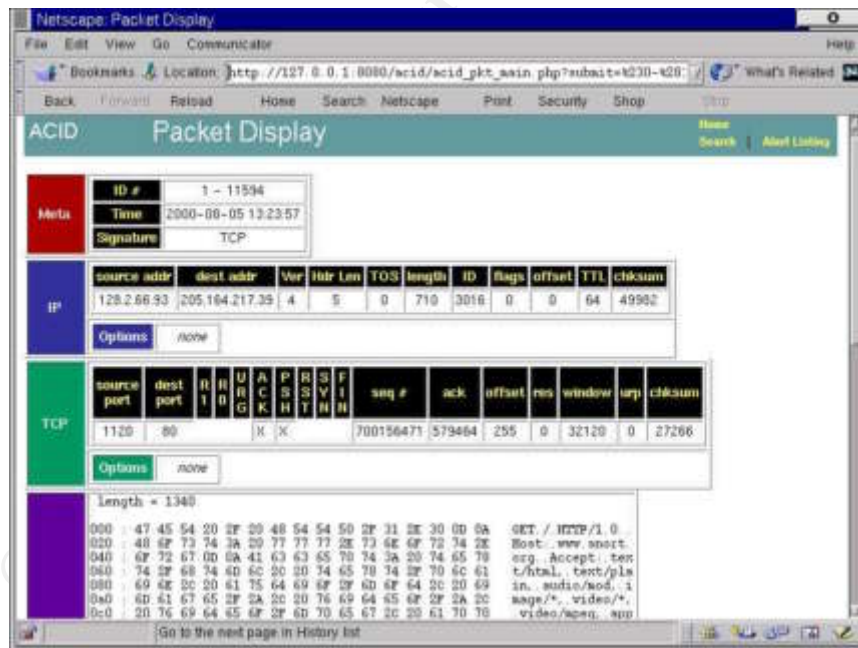 Netscape: Packet Display
File Edit View Go Communicator Help
Bookmarks Location: http://127.0.0.1:8080/acid/acid_pkt_main.php?submit=%230-%28 What's Related
Back Forward Reload Home Search Netscape Print Security Shop Stop
ACID Packet Display
Home
Search | Alert Listing
Meta
ID # 1 - 11594
Time 2000-08-05 13:23:57
Signature TCP
IP
source addr dest addr Ver Hdr Len TOS length ID flags offset TTL chksum
128.2.66.93 205.164.217.39 4 5 0 710 3016 0 0 64 49982
Options none
TCP
source port dest port R1 R0 URG ACK PSH RST SYN FIN seq # ack offset res window urp chksum
1120 80 X X 700156471 579464 255 0 32120 0 27266
Options none
Length = 1340
000 : 47 45 54 20 2F 20 48 54 54 50 2F 31 2E 30 0D 0A GET / HTTP/1.0..
020 : 48 6F 73 74 3A 20 77 77 77 2E 73 6E 6F 72 74 2E Host: www.snort.
040 : 6F 72 67 0D 0A 41 63 63 65 70 74 3A 20 74 65 78 org..Accept: tex
060 : 74 2F 68 74 6D 6C 2C 20 74 65 78 74 2F 70 6C 61 t/html, text/pla
080 : 69 6E 2C 20 61 75 64 69 6F 2F 6D 6F 64 2C 20 69 in, audio/mod, i
0a0 : 6D 61 67 65 2F 2A 2C 20 76 69 64 65 6F 2F 2A 2C mage/*, video/*,
0c0 : 20 76 69 64 65 6F 2F 6D 70 65 67 2C 20 61 70 70 video/mpeg, app
Go to the next page in History list